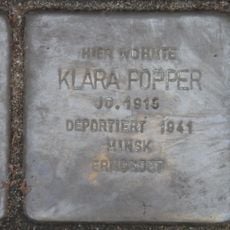 HIER WOHNTE
KLARA POPPER
JG. 1915
DEPORTIERT 1941
MINSK
ERMORDET